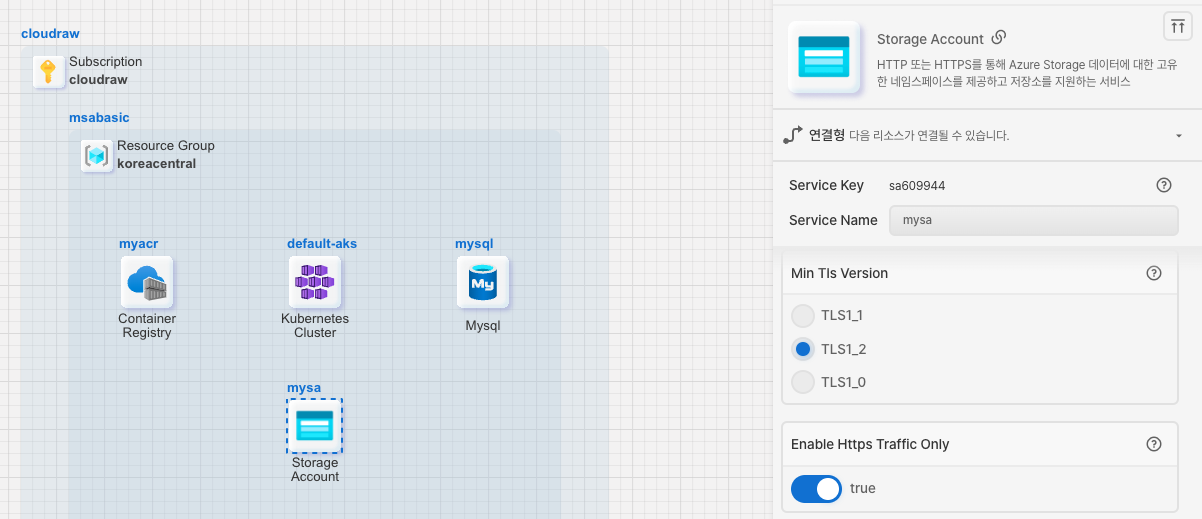 cloudraw
Subscription
cloudraw
msabasic
Resource Group
koreacentral
myacr
Container
Registry
default-aks
Kubernetes
Cluster
mysql
My
Mysql
mysa
Storage
Account
Storage Account
HTTP 또는 HTTPS를 통해 Azure Storage 데이터에 대한 고유
한 네임스페이스를 제공하고 저장소를 지원하는 서비스
연결형 다음 리소스가 연결될 수 있습니다.
Service Key sa609944
Service Name mysa
Min Tls Version
TLS1_1
TLS1_2
TLS1_0
Enable Https Traffic Only
true